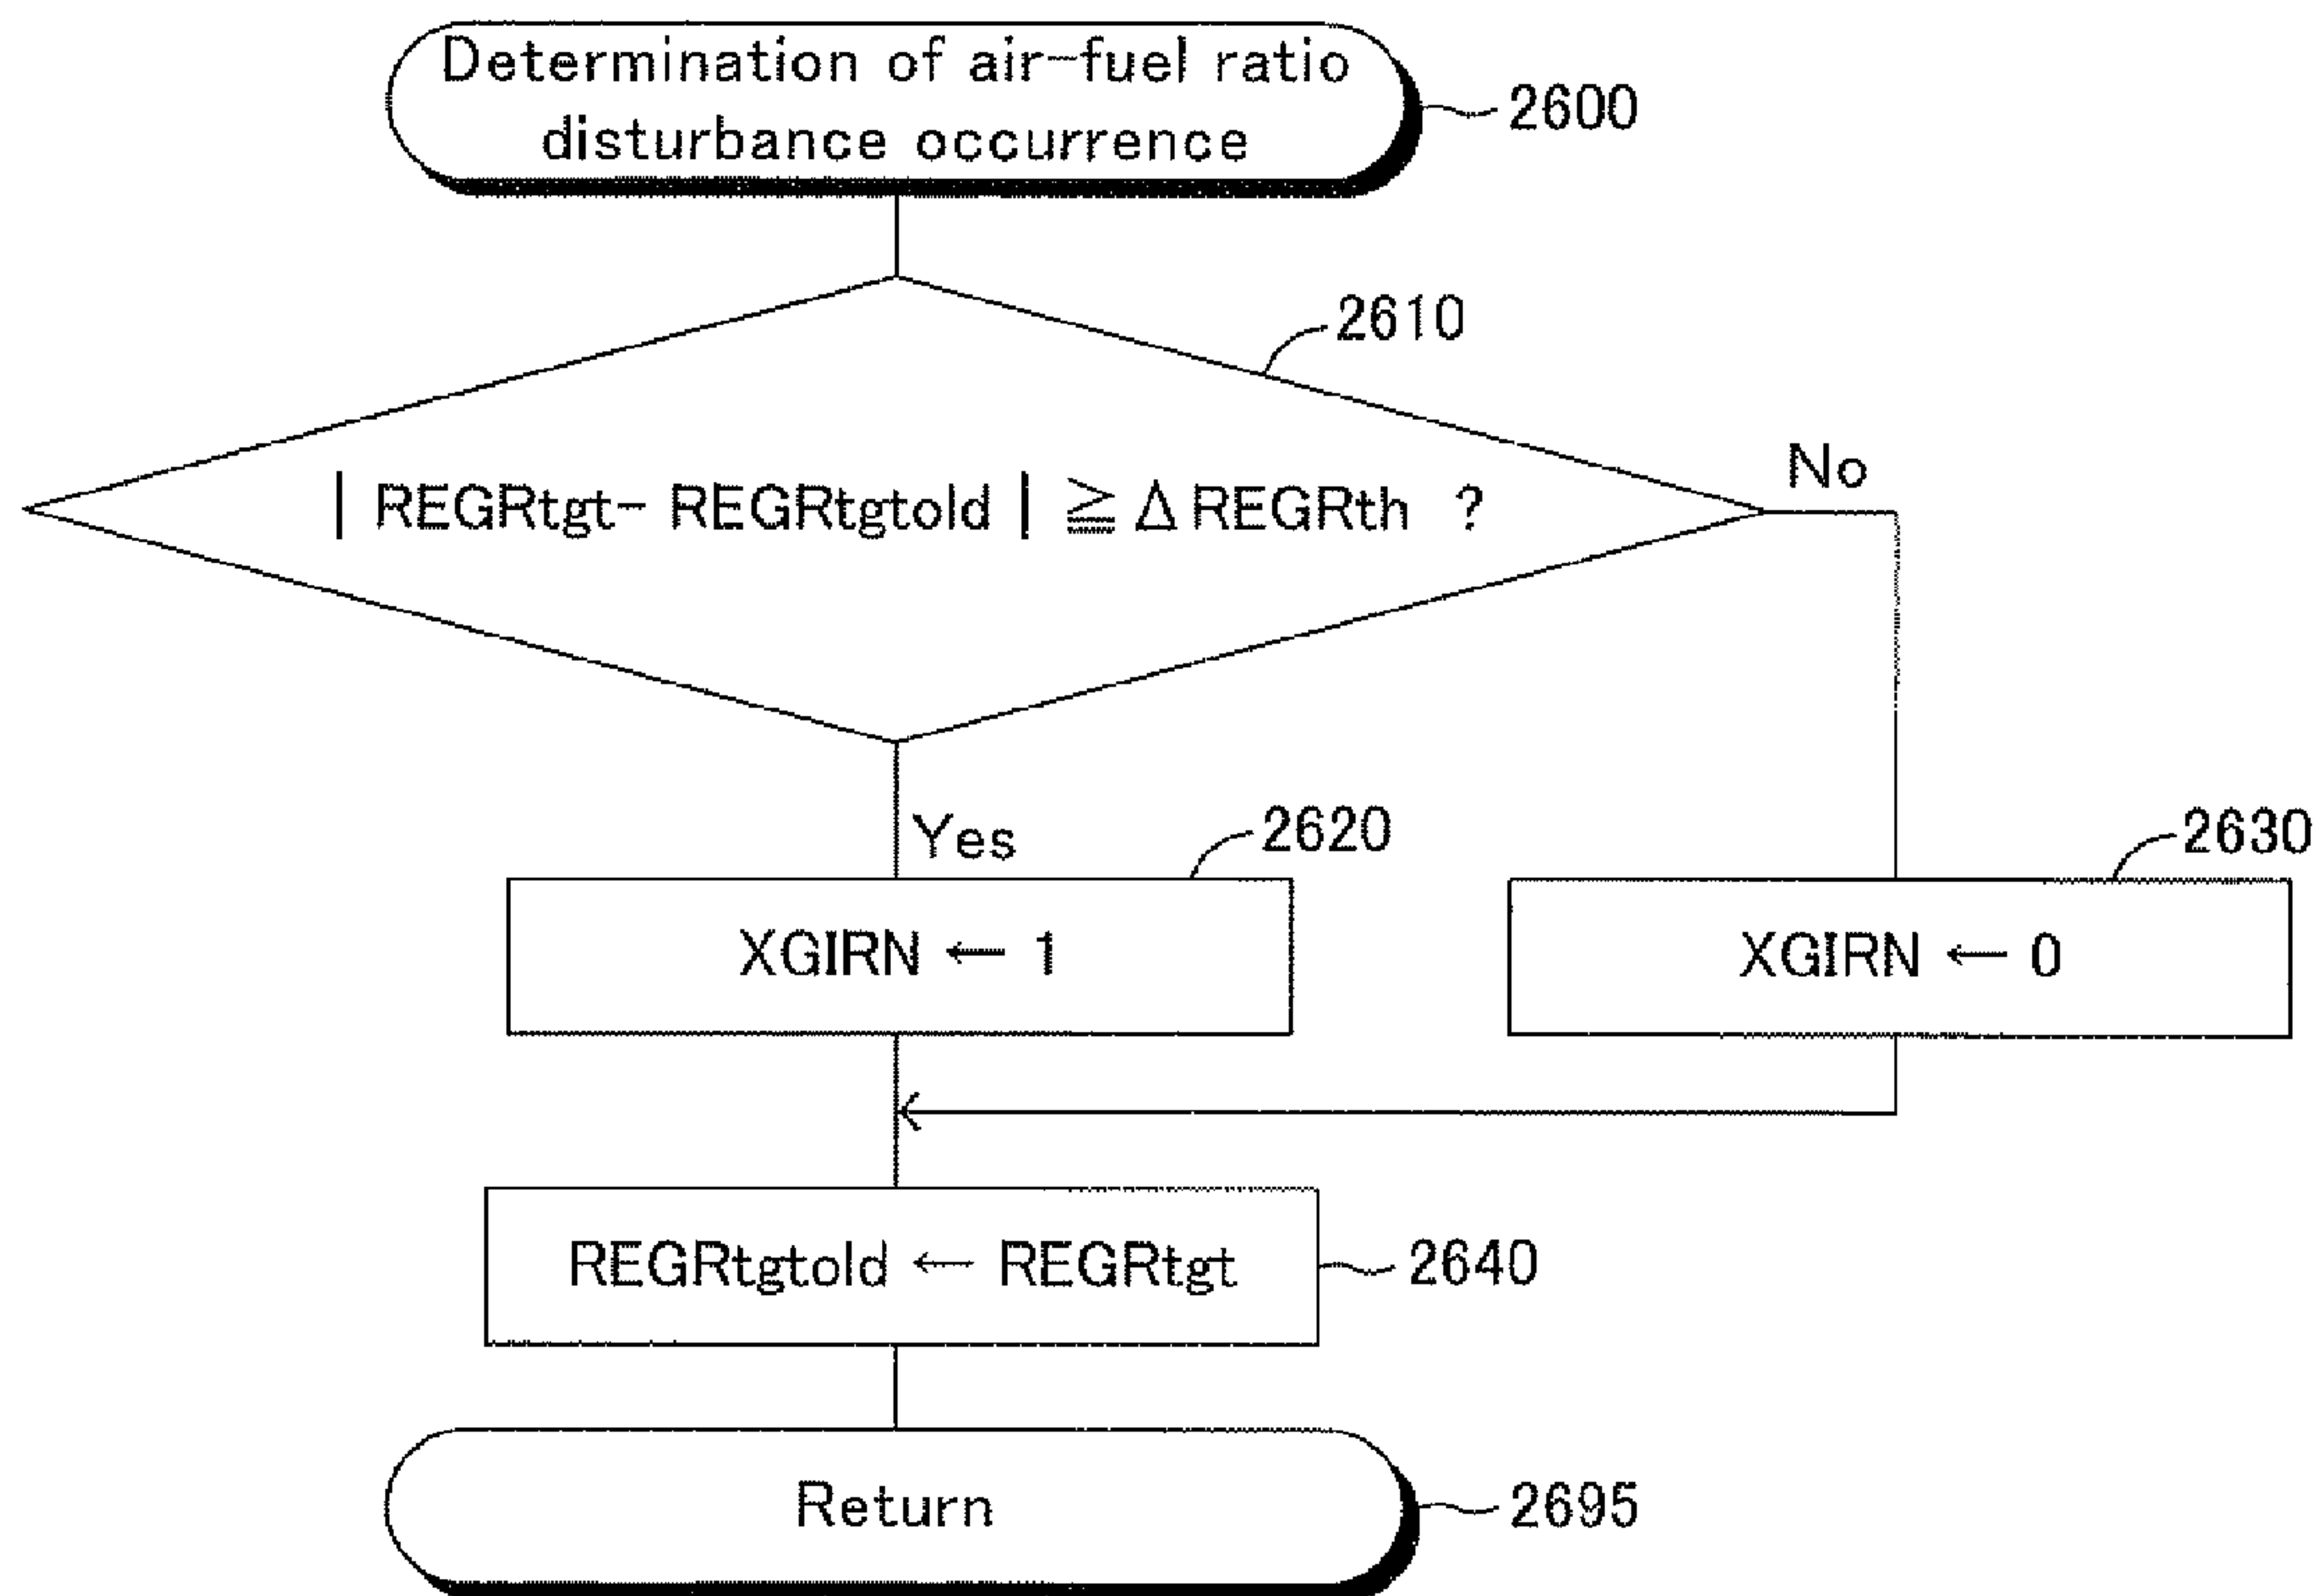 Determination of air-fuel ratio
disturbance occurrence
2600
2610
| REGRtgt- REGRtgtold | ≧ Δ REGRth ?
No
Yes
2620
2630
XGIRN ← 1
XGIRN ← 0
REGRtgtold ← REGRtgt
2640
Return
2695